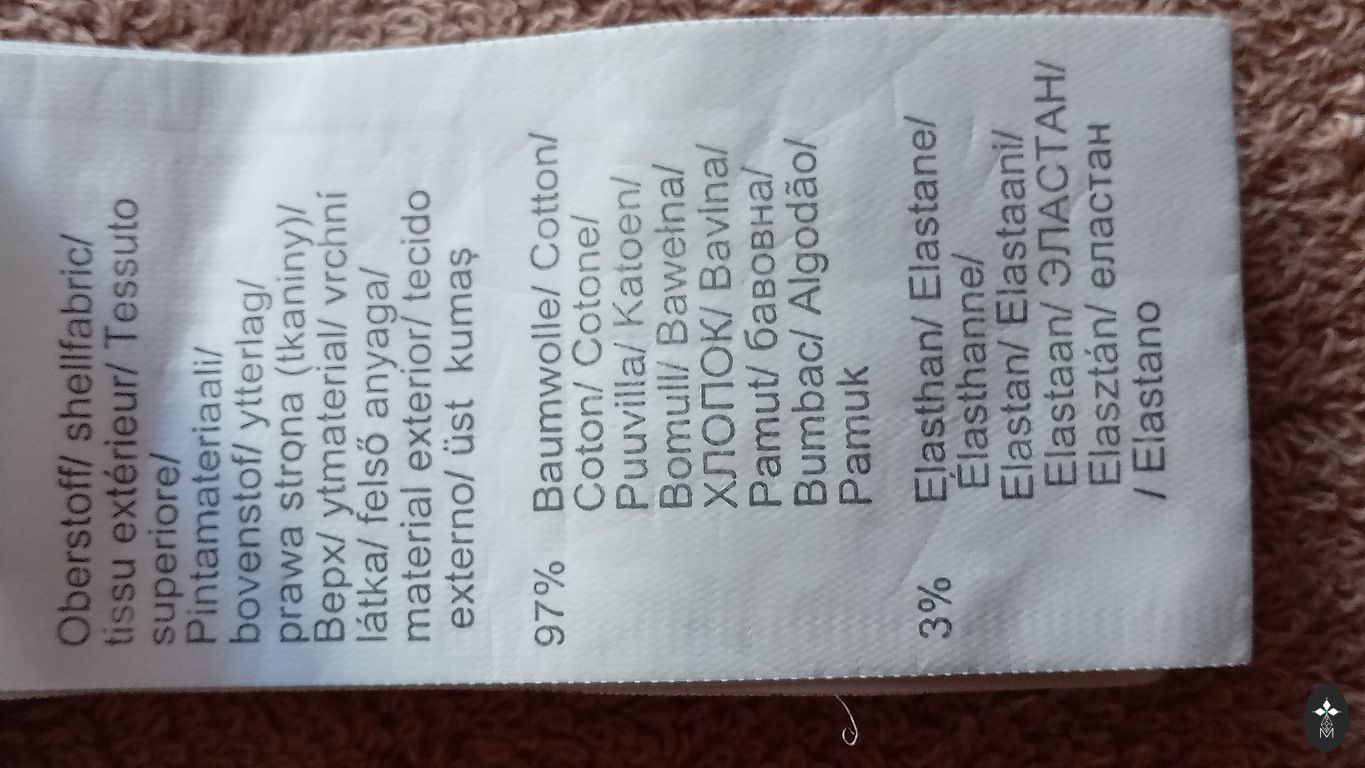 Oberstoff/ shellfabric/
tissu extérieur/ Tessuto
superiore/
Pintamateriaali/
bovenstof/ ytterlag/
prawa strona (tkaniny)/
Верх/ ytmaterial/ vrchní
látka/ felső anyaga/
material exterior/ tecido
externo/ üst kumaş
97% Baumwolle/ Cotton/
Coton/ Cotone/
Puuvilla/ Katoen/
Bomull/ Bawełna/
ХЛОПОК/ Bavlna/
Pamut/ бавовна/
Bumbac/ Algodão/
Pamuk
3% Elasthan/ Elastane/
Élasthanne/
Elastan/ Elastaani/
Elastaan/ ЭЛАСТАН/
Elasztán/ еластан
/ Elastano
M